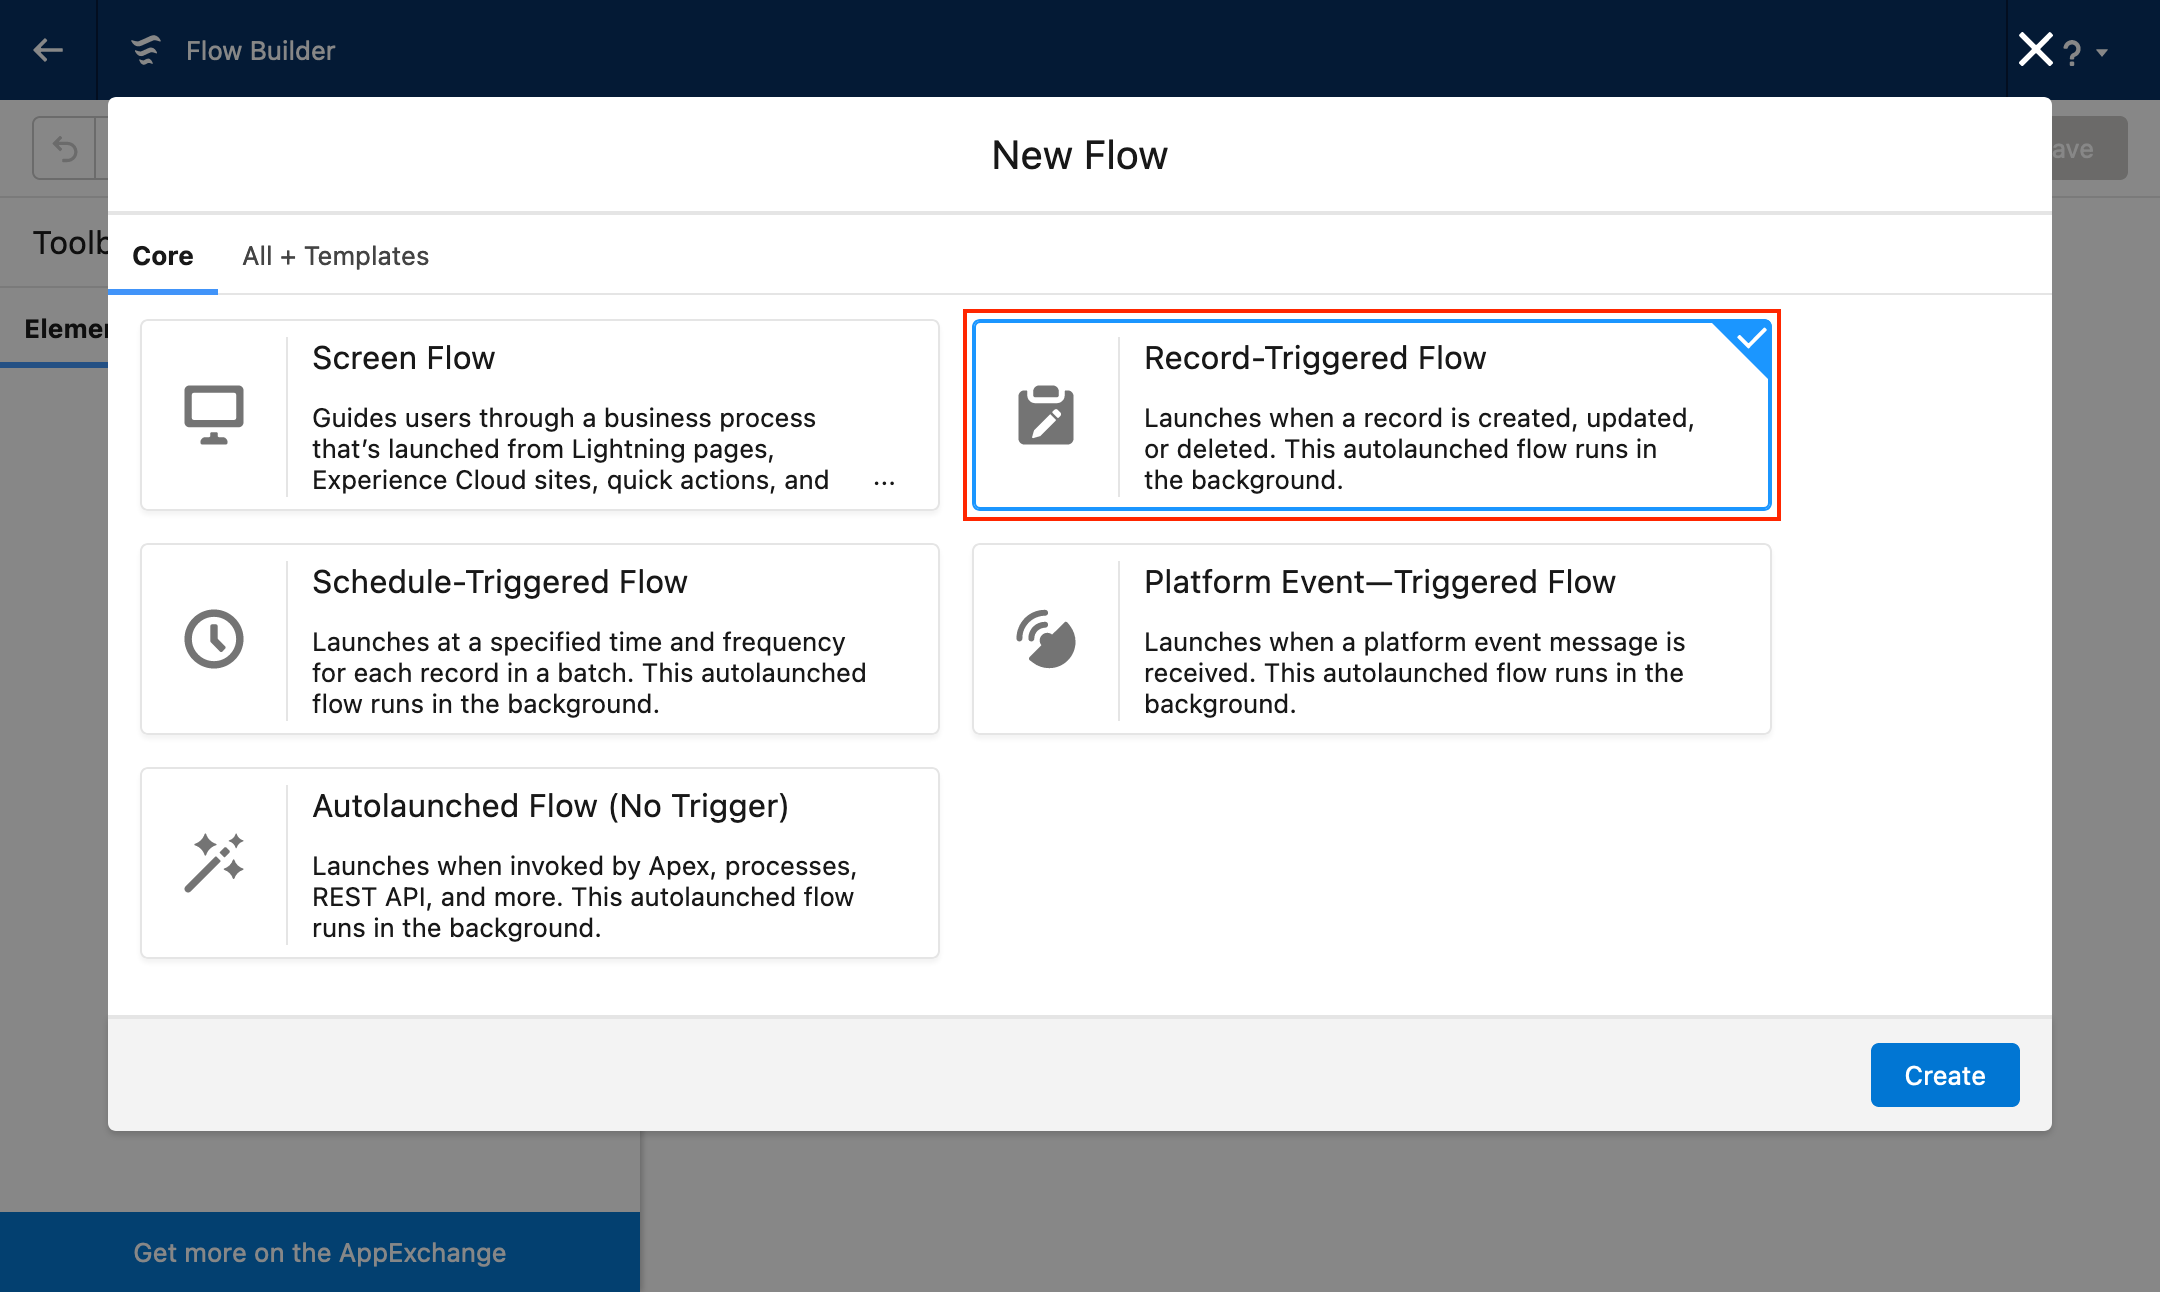 Flow Builder
?
New Flow
ave
Toolb
Core
All + Templates
Elemen
Screen Flow
Guides users through a business process
that’s launched from Lightning pages,
Experience Cloud sites, quick actions, and ...
Record-Triggered Flow
Launches when a record is created, updated,
or deleted. This autolaunched flow runs in
the background.
Schedule-Triggered Flow
Launches at a specified time and frequency
for each record in a batch. This autolaunched
flow runs in the background.
Platform Event—Triggered Flow
Launches when a platform event message is
received. This autolaunched flow runs in the
background.
Autolaunched Flow (No Trigger)
Launches when invoked by Apex, processes,
REST API, and more. This autolaunched flow
runs in the background.
Create
Get more on the AppExchange